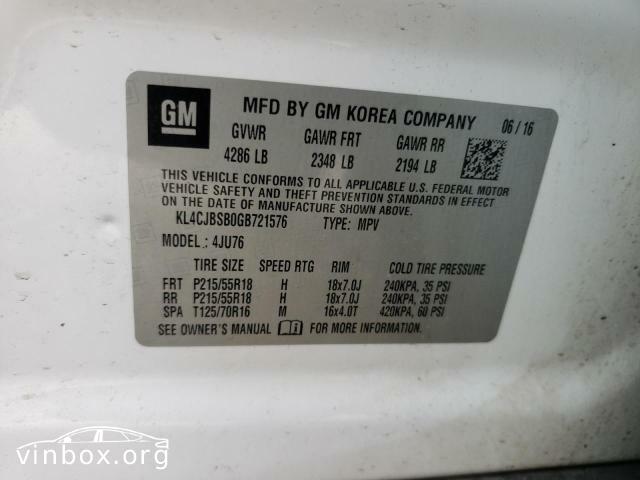 GM
MFD BY GM KOREA COMPANY 06/16
GVWR GAWR FRT GAWR RR
4286 LB 2348 LB 2194 LB
THIS VEHICLE CONFORMS TO ALL APPLICABLE U.S. FEDERAL MOTOR
VEHICLE SAFETY AND THEFT PREVENTION STANDARDS IN EFFECT
ON THE DATE OF MANUFACTURE SHOWN ABOVE.
KL4CJBSB0GB721576 TYPE: MPV
MODEL: 4JU76
TIRE SIZE SPEED RTG RIM COLD TIRE PRESSURE
FRT P215/55R18 H 18x7.0J 240KPA, 35 PSI
RR P215/55R18 H 18x7.0J 240KPA, 35 PSI
SPA T125/70R16 M 16x4.0T 420KPA, 60 PSI
SEE OWNER'S MANUAL FOR MORE INFORMATION.
vinbox.org